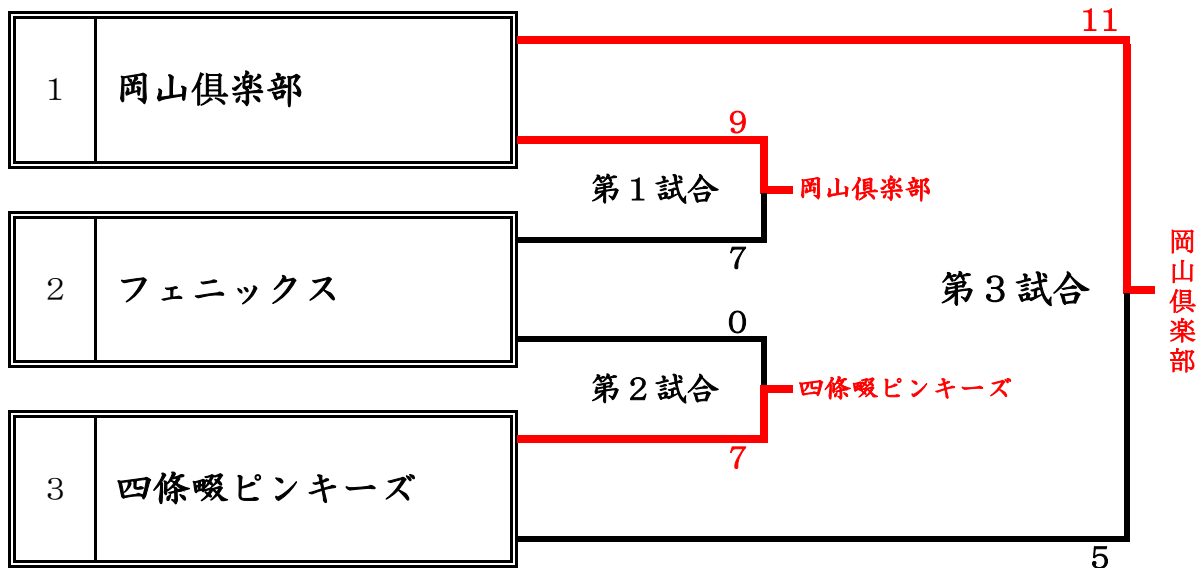 11
1
岡山倶楽部
9
第１試合
岡山倶楽部
7
岡山倶楽部
2
フェニックス
第３試合
0
第２試合
四條畷ピンキーズ
7
3
四條畷ピンキーズ
5